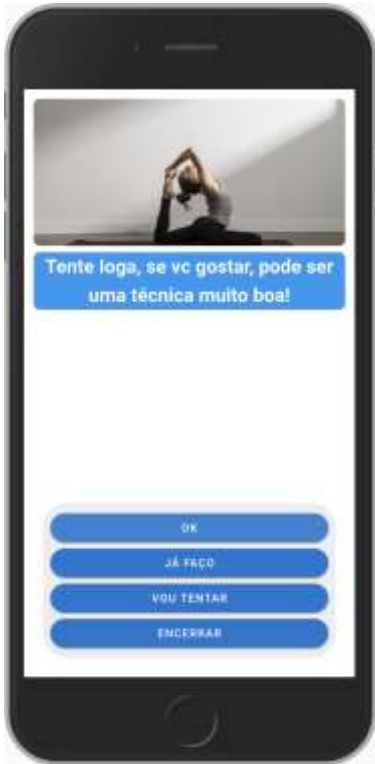 Tente Ioga, se vc gostar, pode ser
uma técnica muito boa!
OK
JÁ FAÇO
VOU TENTAR
ENCERRAR